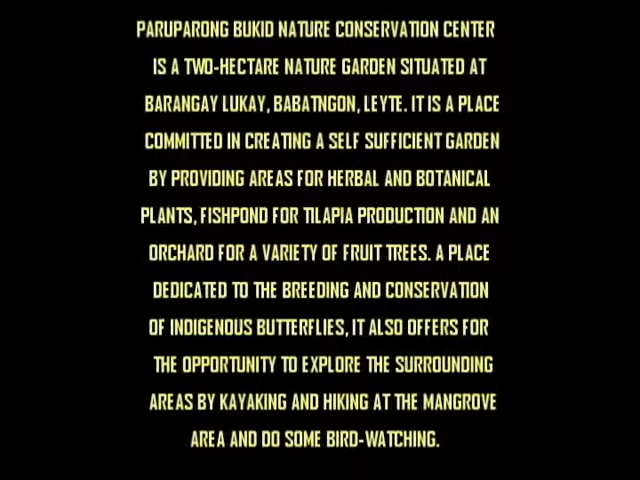 PARUPARONG BUKID NATURE CONSERVATION CENTER
IS A TWO-HECTARE NATURE GARDEN SITUATED AT
BARANGAY LUKAY, BABATNGON, LEYTE. IT IS A PLACE
COMMITTED IN CREATING A SELF SUFFICIENT GARDEN
BY PROVIDING AREAS FOR HERBAL AND BOTANICAL
PLANTS, FISHPOND FOR TILAPIA PRODUCTION AND AN
ORCHARD FOR A VARIETY OF FRUIT TREES. A PLACE
DEDICATED TO THE BREEDING AND CONSERVATION
OF INDIGENOUS BUTTERFLIES, IT ALSO OFFERS FOR
THE OPPORTUNITY TO EXPLORE THE SURROUNDING
AREAS BY KAYAKING AND HIKING AT THE MANGROVE
AREA AND DO SOME BIRD-WATCHING.